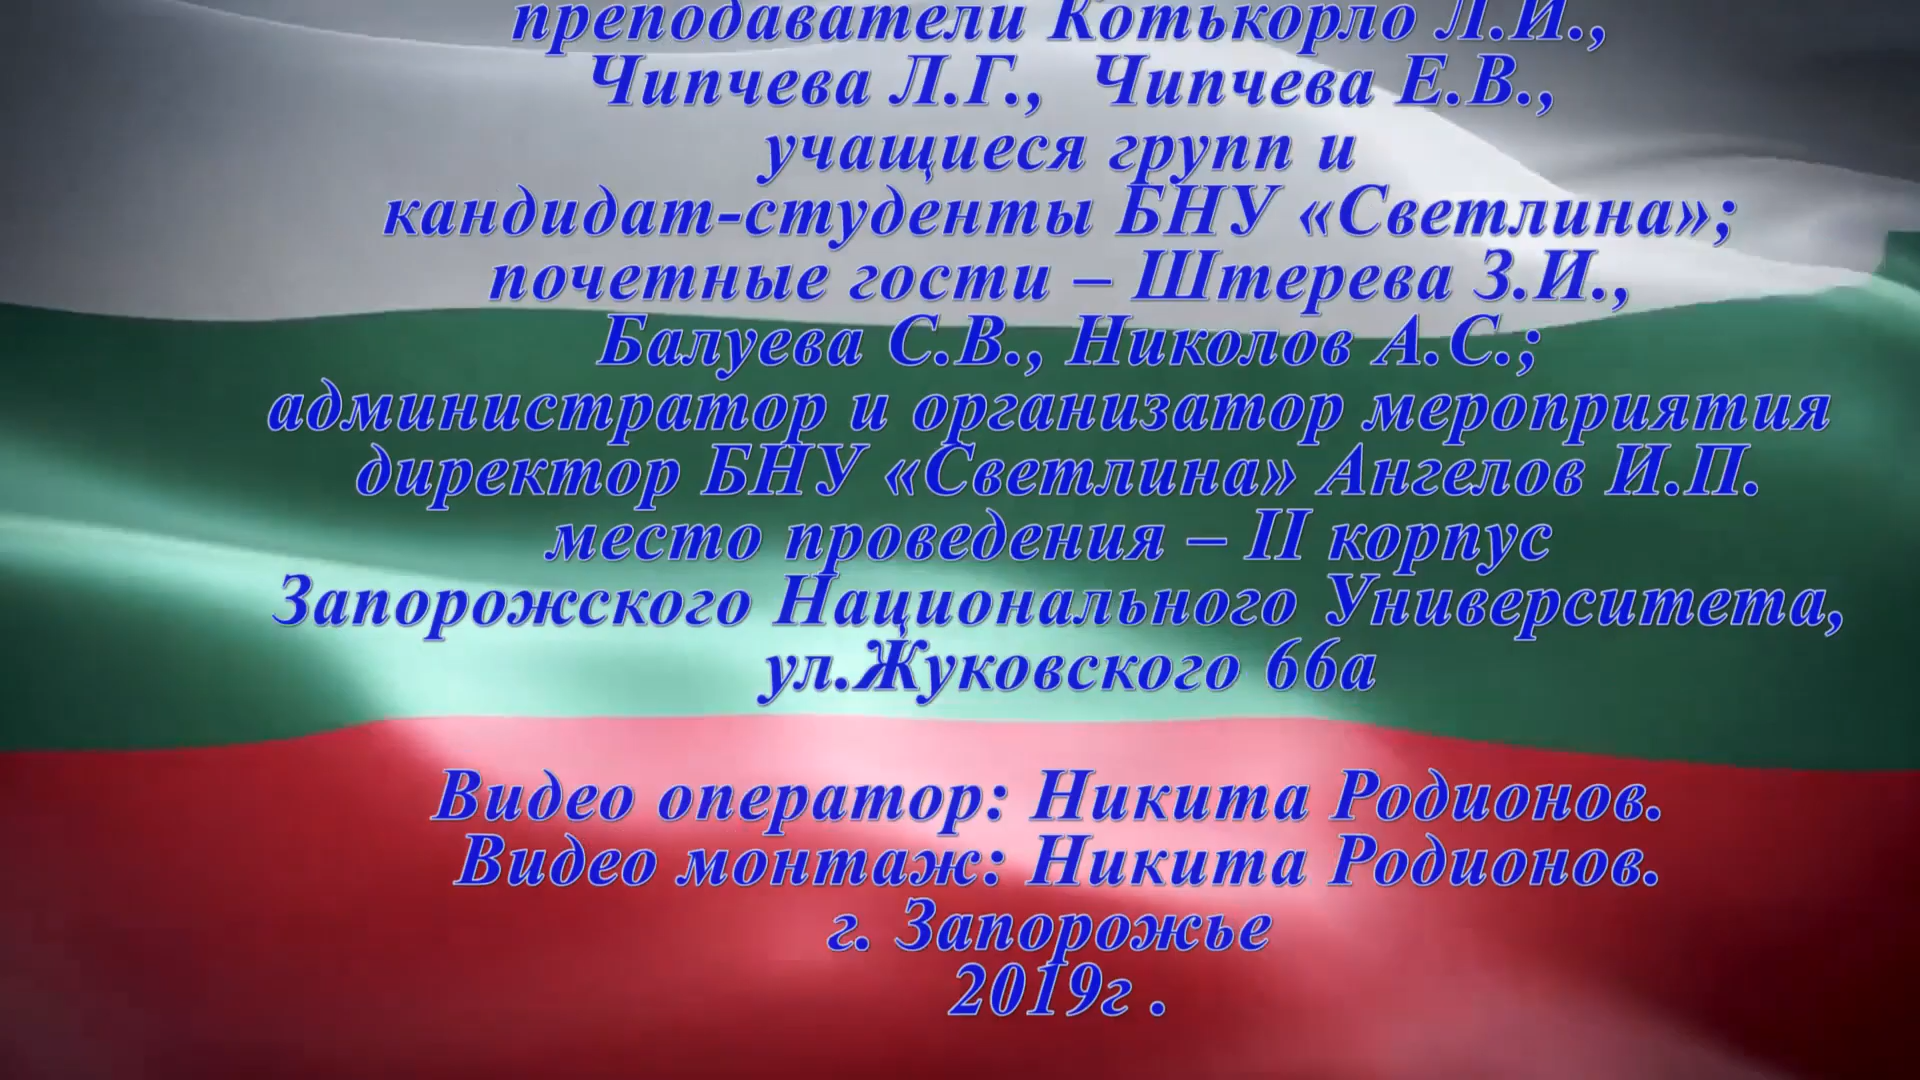 преподаватели Котькорло Л.И.,
Чипчева Л.Г., Чипчева Е.В.,
учащиеся групп и
кандидат-студенты БНУ «Светлина»;
почетные гости – Штерева З.И.,
Балуева С.В., Николов А.С.;
администратор и организатор мероприятия
директор БНУ «Светлина» Ангелов И.П.
место проведения – II корпус
Запорожского Национального Университета,
ул.Жуковского 66а
Видео оператор: Никита Родионов.
Видео монтаж: Никита Родионов.
г. Запорожье
2019г .